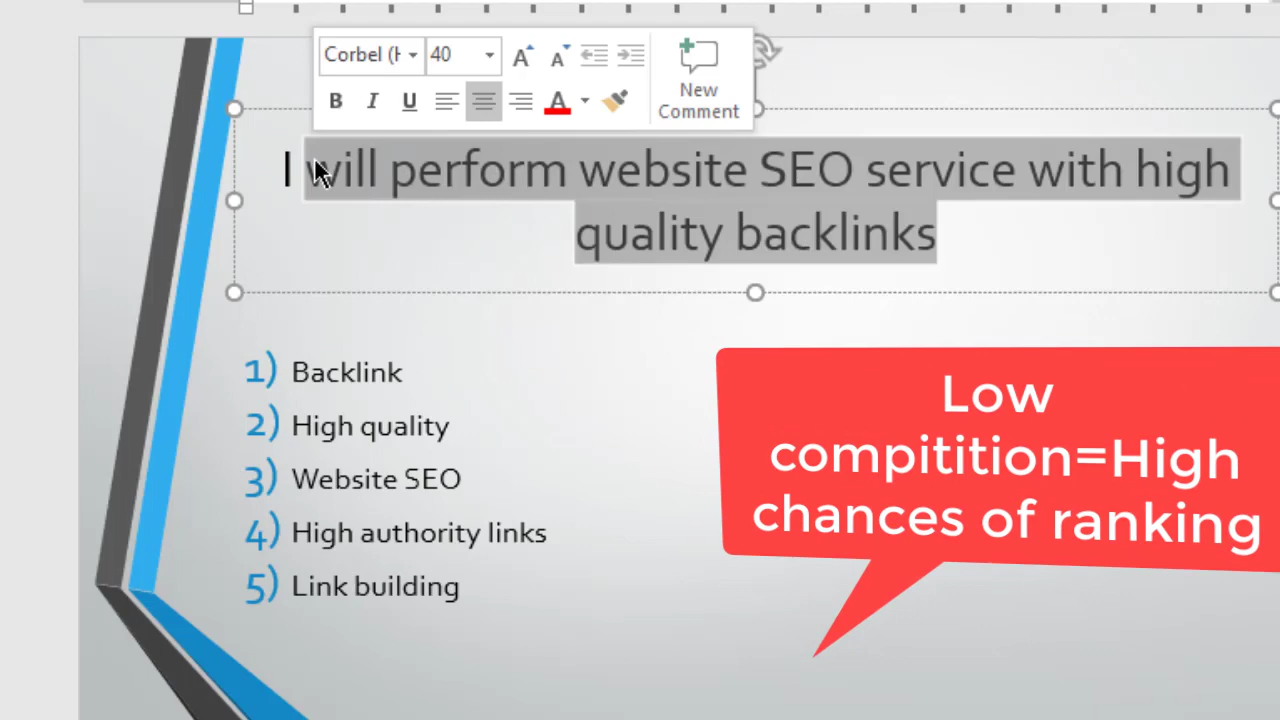 Corbel (H
40
A
A
New
B I U A Comment
I will perform website SEO service with high
quality backlinks
1) Backlink
2) High quality
3) Website SEO
4) High authority links
5) Link building
Low
compitition=High
chances of ranking